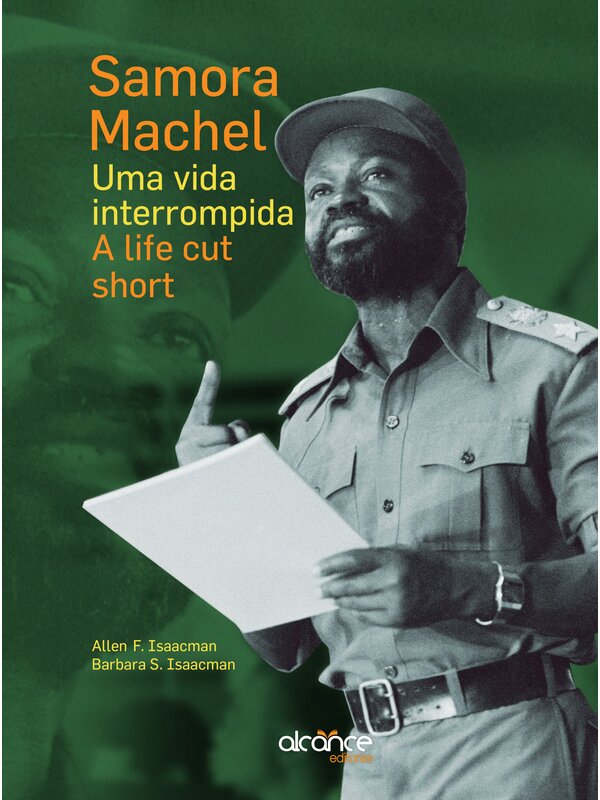 Samora
Machel
Uma vida
interrompida
A life cut
short
Allen F. Isaacman
Barbara S. Isaacman
alcance
editores